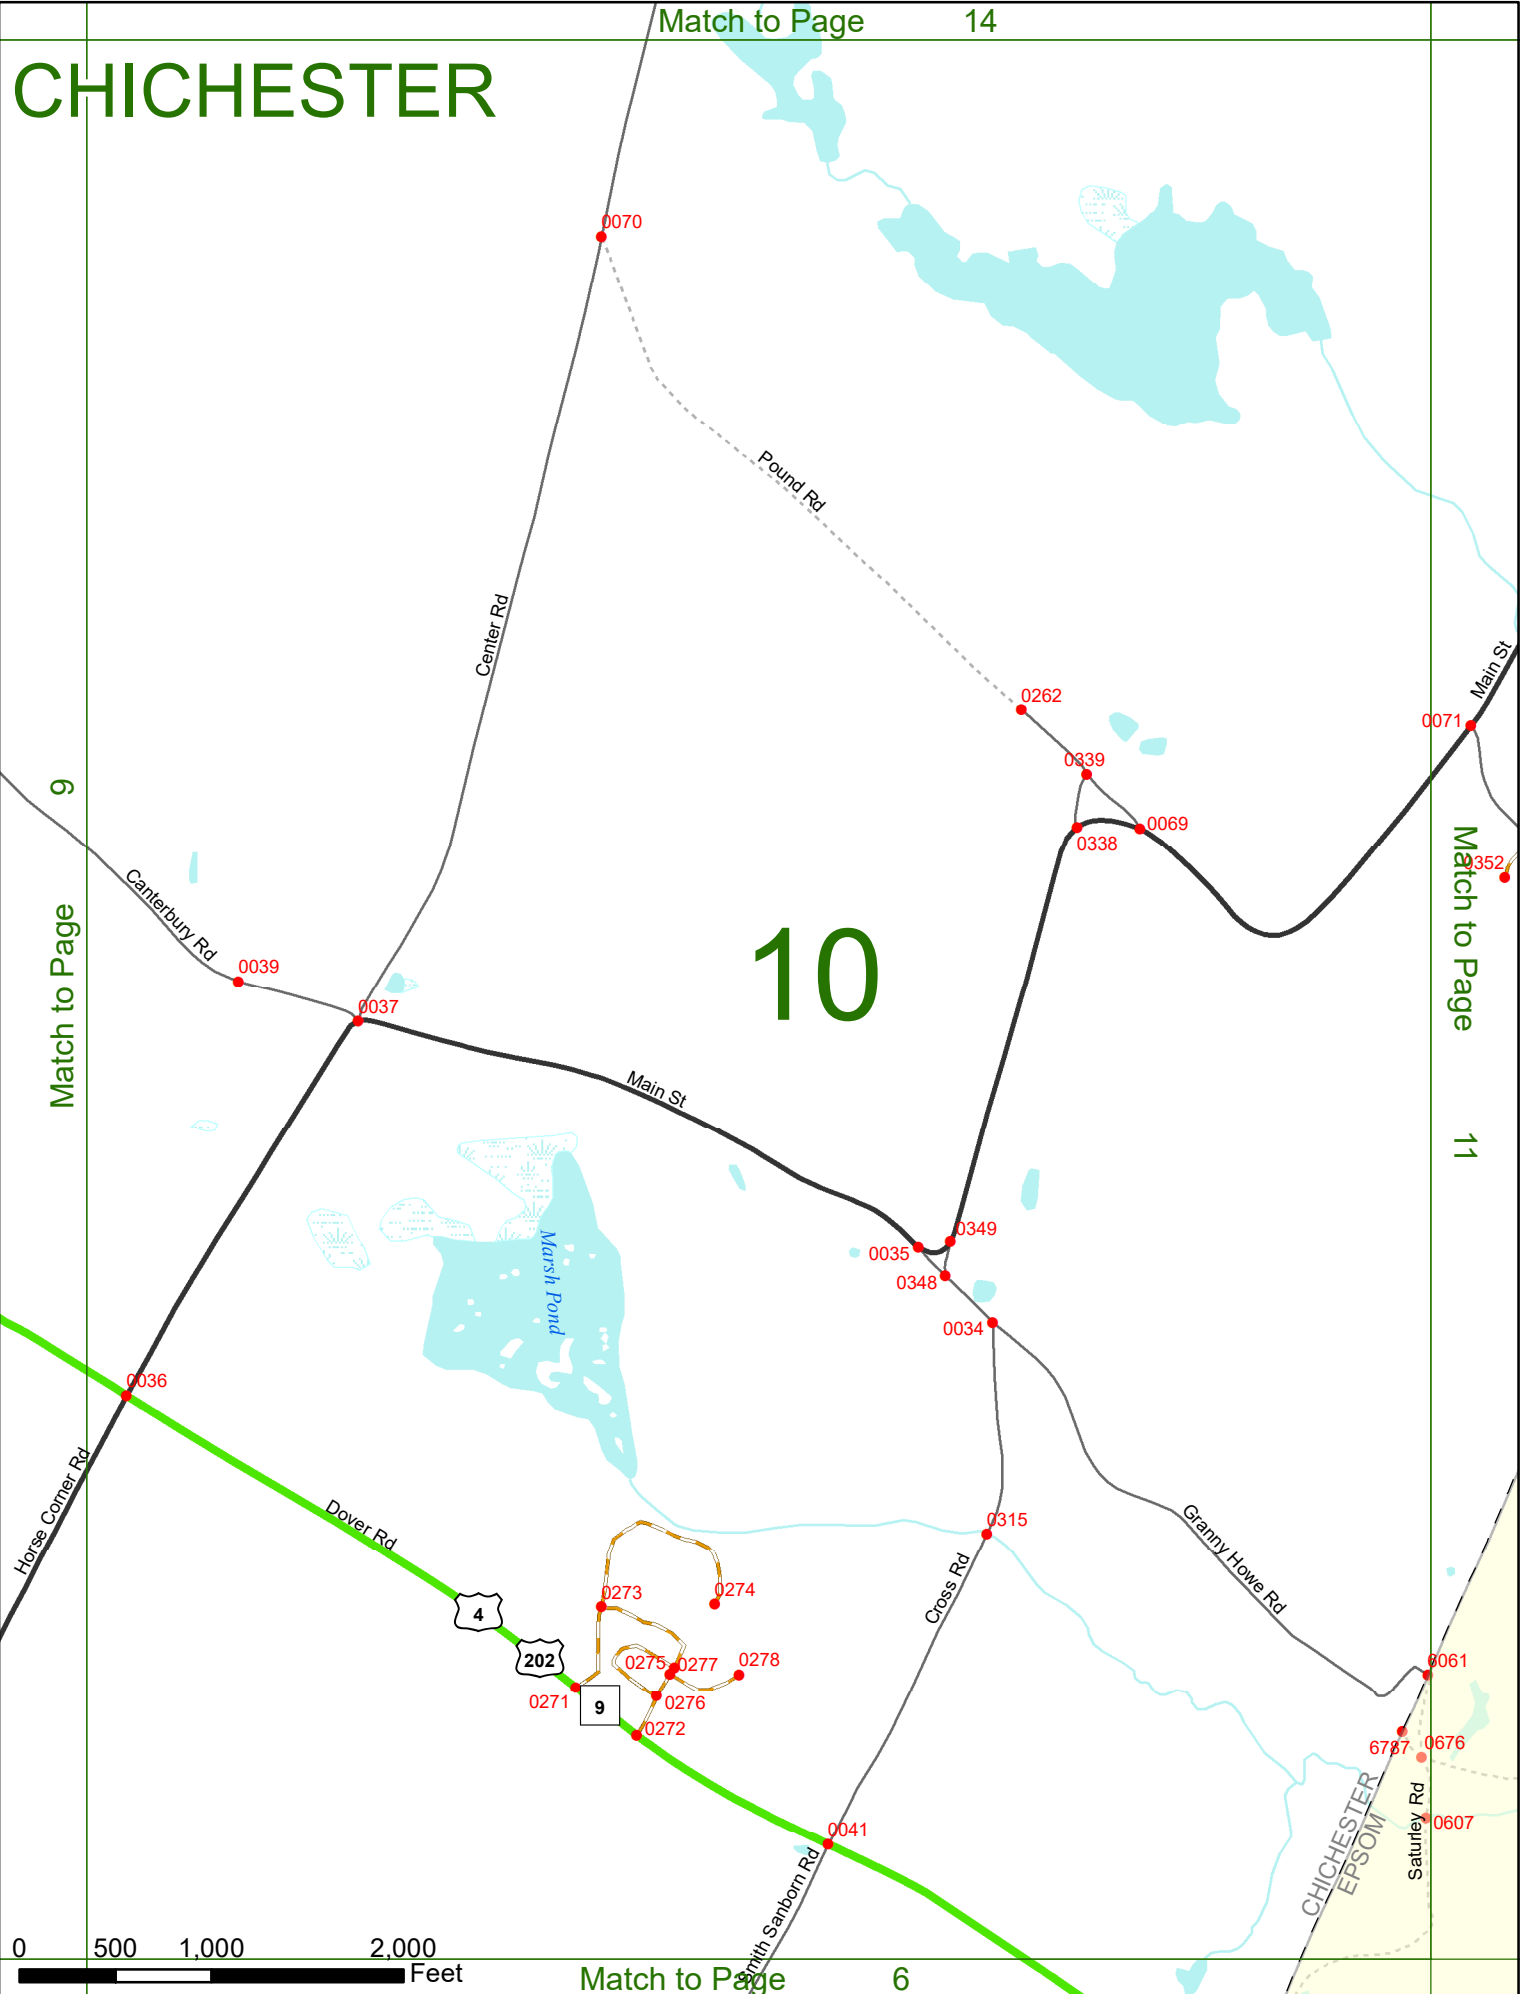 Match to Page 14
CHICHESTER
0070
Pound Rd
Center Rd
Main St
0262
0071
0339
9
0069
0338
Match to Page
0352
Canterbury Rd
Match to Page
10
0039
0037
Main St
11
0349
0035
Marsh Pond
0348
0034
0036
Horse Corner Rd
Dover Rd
0315
Granny Howe Rd
Cross Rd
0273
0274
4
202
0275
0277
0278
6061
0271
9
0276
0272
6787
0676
CHICHESTER
EPSOM
Saturley Rd
0607
0041
Smith Sanborn Rd
0 500 1,000 2,000
Feet
Match to Page 6